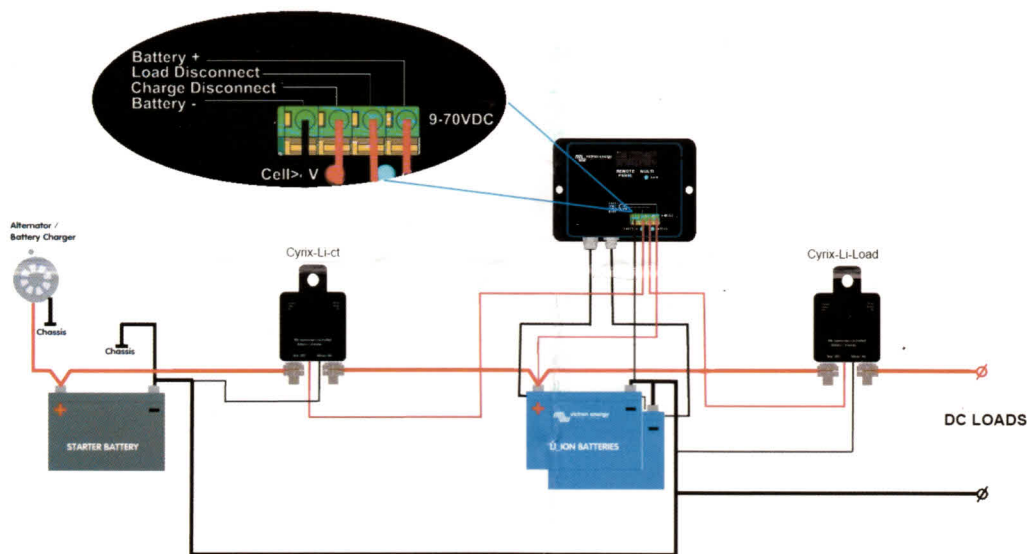 Battery +
Load Disconnect
Charge Disconnect
Battery -
9-70VDC
Cell>- V
REMOTE MULTI
PANEL
Alternator /
Battery Charger
Cyrix-Li-ct
Cyrix-Li-Load
Chassis
Chassis
+
-
STARTER BATTERY
+
-
victron energy
-
LI_ION BATTERIES
DC LOADS